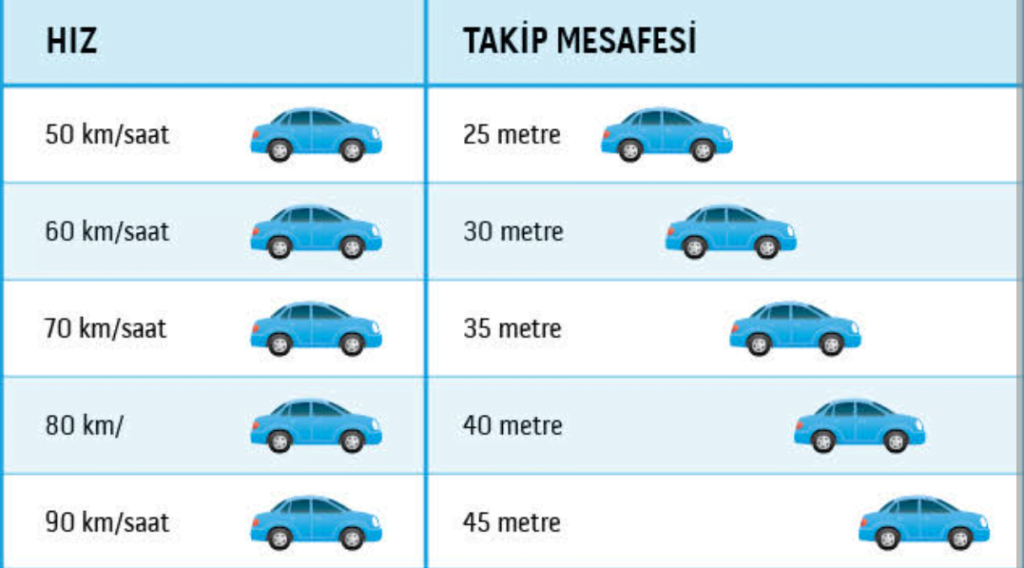 HIZ TAKİP MESAFESİ
50 km/saat 25 metre
60 km/saat 30 metre
70 km/saat 35 metre
80 km/ 40 metre
90 km/saat 45 metre